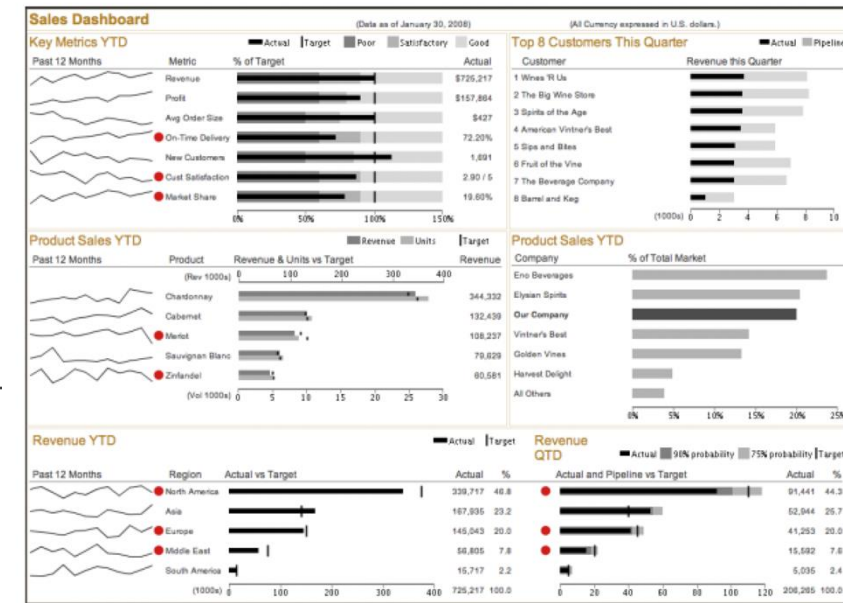 Sales Dashboard (Data as of January 30, 2008) (All Currency expressed in U.S. dollars.)
Key Metrics YTD Actual Target Poor Satisfactory Good
Past 12 Months Metric % of Target Actual
Revenue $725,217
Profit $157,864
Avg Order Size $427
On-Time Delivery 72.20%
New Customers 1,691
Cust Satisfaction 2.90 / 5
Market Share 19.60%
0% 50% 100% 150%
Top 8 Customers This Quarter Actual Pipeline
Customer Revenue this Quarter
1 Wines 'R Us
2 The Big Wine Store
3 Spirits of the Age
4 American Vintner's Best
5 Sips and Bites
6 Fruit of the Vine
7 The Beverage Company
8 Barrel and Keg
(1000s) 0 2 4 6 8 10
Product Sales YTD Revenue Units Target
Past 12 Months Product Revenue & Units vs Target Revenue
(Rev 1000s) 0 100 200 300 400
Chardonnay 344,332
Cabernet 132,439
Merlot 108,237
Sauvignan Blanc 79,629
Zinfandel 60,581
(Vol 1000s) 0 5 10 15 20 25 30
Product Sales YTD
Company % of Total Market
Eno Beverages
Elysian Spirits
Our Company
Vintner's Best
Golden Vines
Harvest Delight
All Others
0% 5% 10% 15% 20% 25%
Revenue YTD Actual Target
Past 12 Months Region Actual vs Target Actual %
North America 339,717 46.8
Asia 167,935 23.2
Europe 145,043 20.0
Middle East 56,805 7.8
South America 15,717 2.2
(1000s) 0 100 200 300 400 725,217 100.0
Revenue
QTD Actual 98% probability 75% probability Target
Actual and Pipeline vs Target Actual %
91,441 44.3
52,944 25.7
41,253 20.0
15,592 7.6
5,035 2.4
0 20 40 60 80 100 120 206,265 100.0